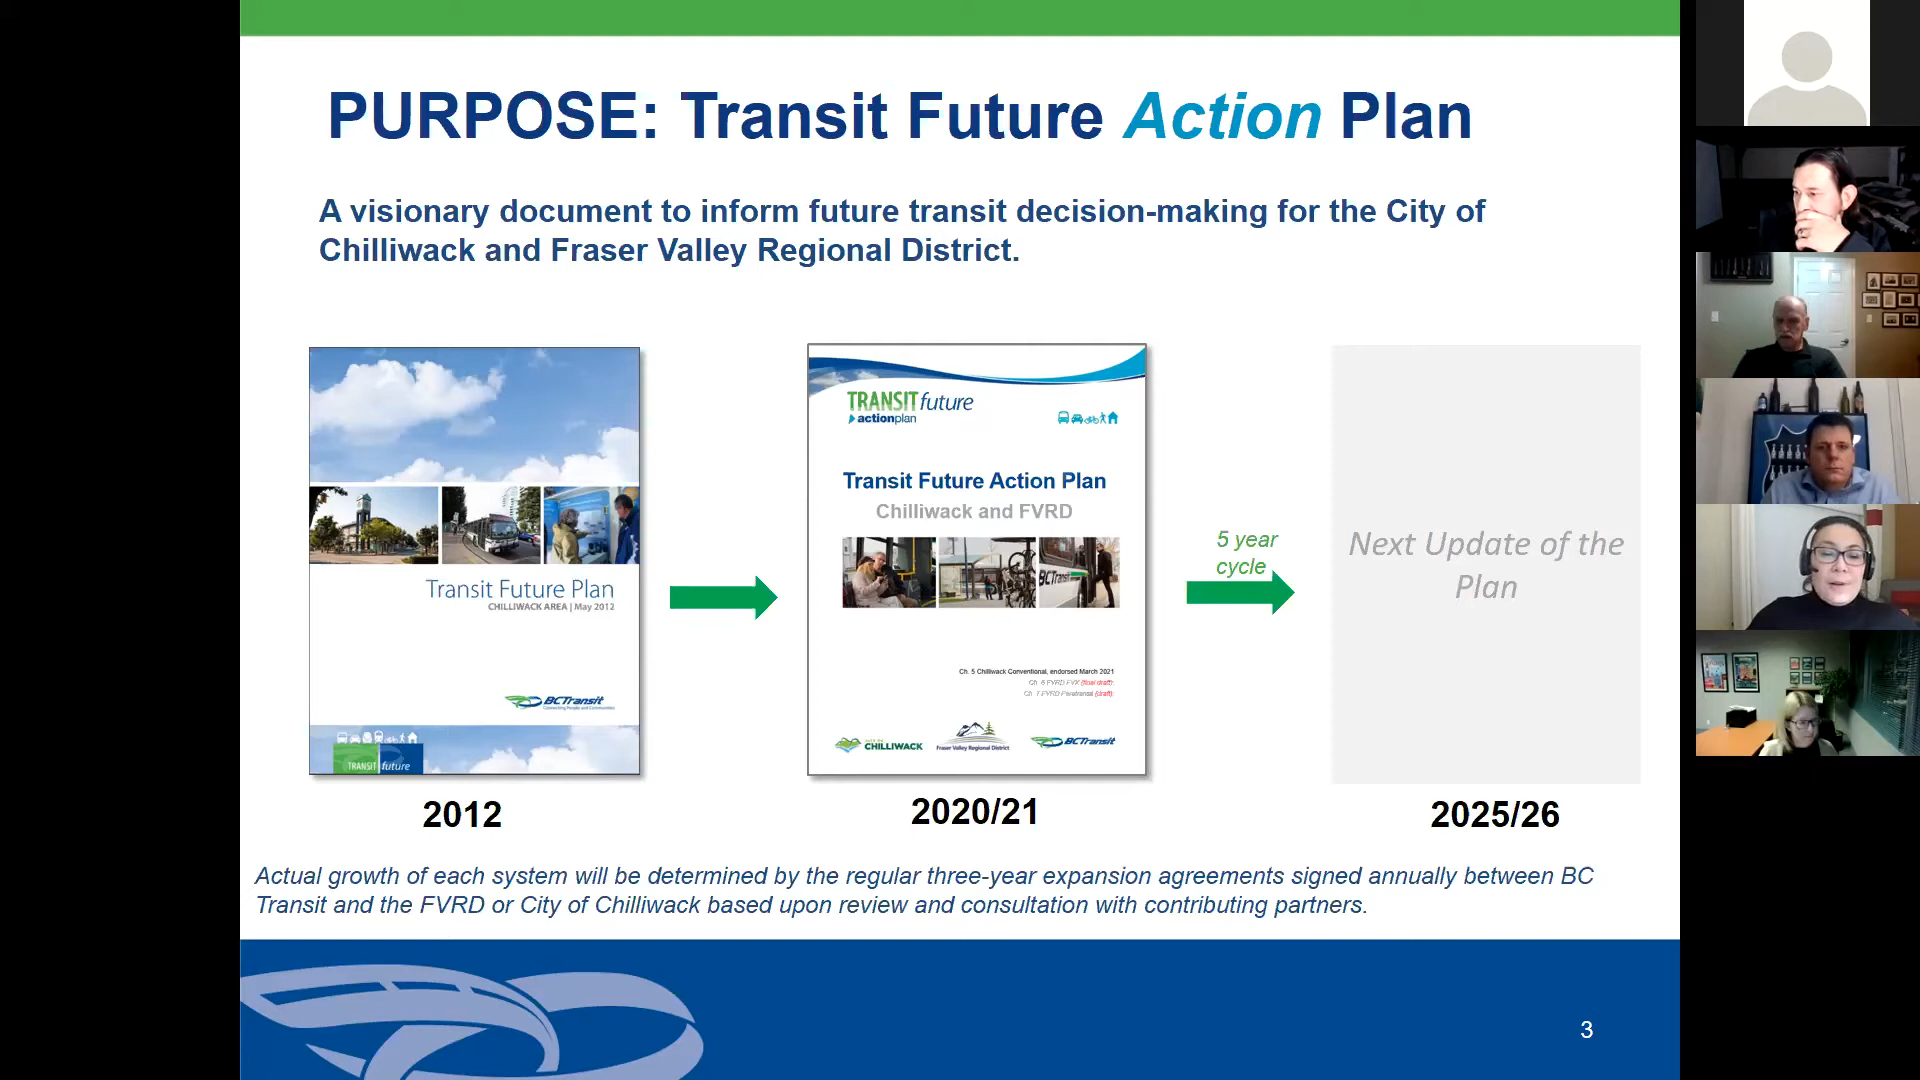 PURPOSE: Transit Future Action Plan
A visionary document to inform future transit decision-making for the City of
Chilliwack and Fraser Valley Regional District.
Transit Future Plan
CHILLIWACK AREA | May 2012
BC Transit
Connecting People and Communities
TRANSIT future
2012
TRANSIT future
actionplan
Transit Future Action Plan
Chilliwack and FVRD
BCTransit
Ch. 5 Chilliwack Conventional, endorsed March 2021
Ch. 6 FVRD FVX (final draft)
Ch. 7 FVRD Paratransit (draft)
CHILLIWACK
Fraser Valley Regional District
BCTransit
2020/21
5 year
cycle
Next Update of the
Plan
2025/26
Actual growth of each system will be determined by the regular three-year expansion agreements signed annually between BC
Transit and the FVRD or City of Chilliwack based upon review and consultation with contributing partners.
3